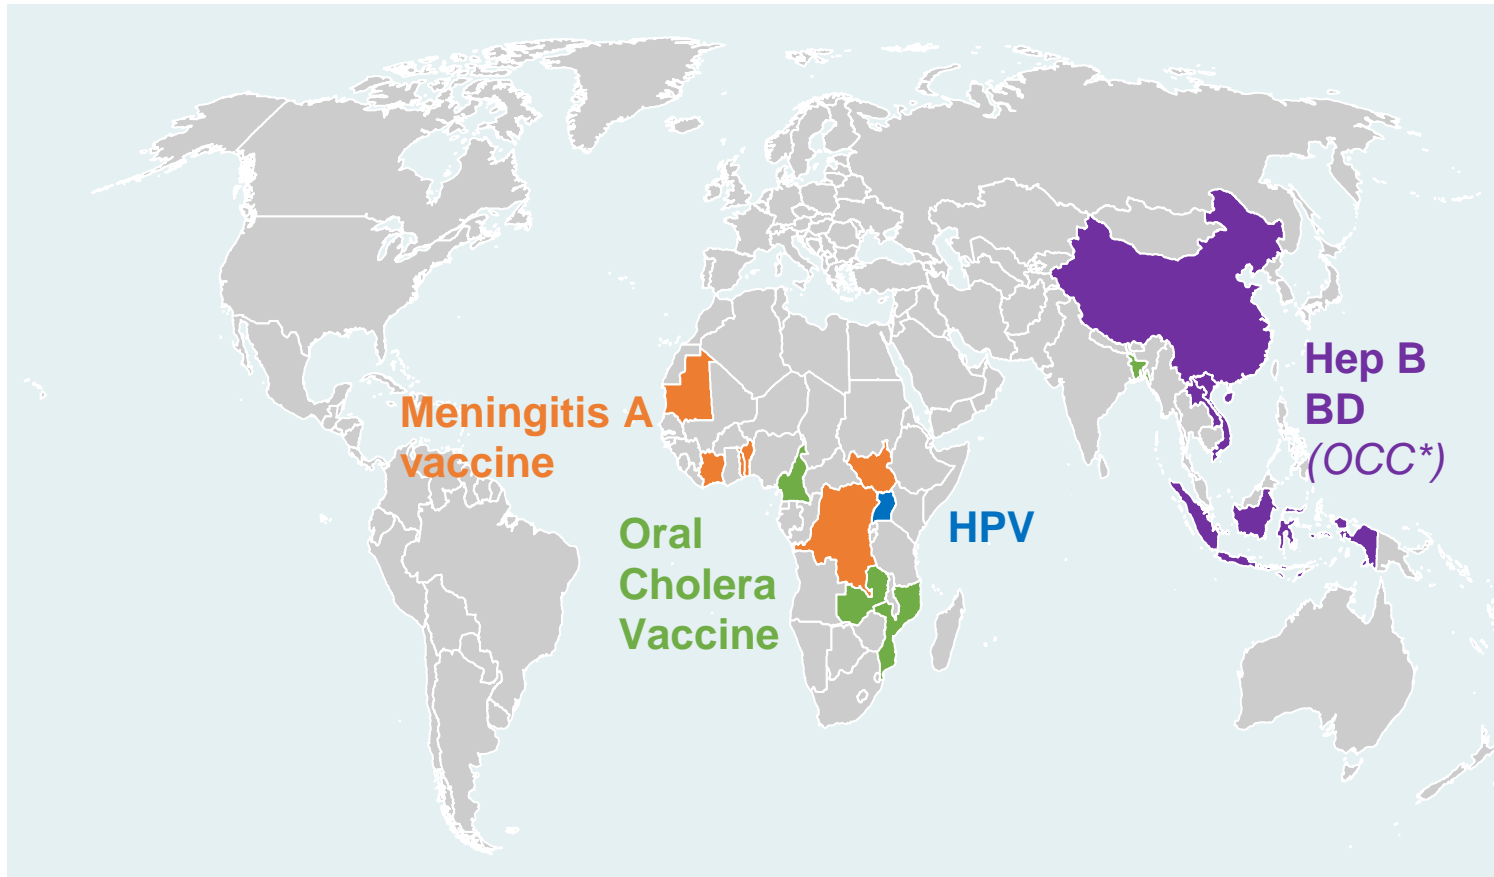 Meningitis A
vaccine
Oral
Cholera
Vaccine
HPV
Hep B
BD
(OCC*)